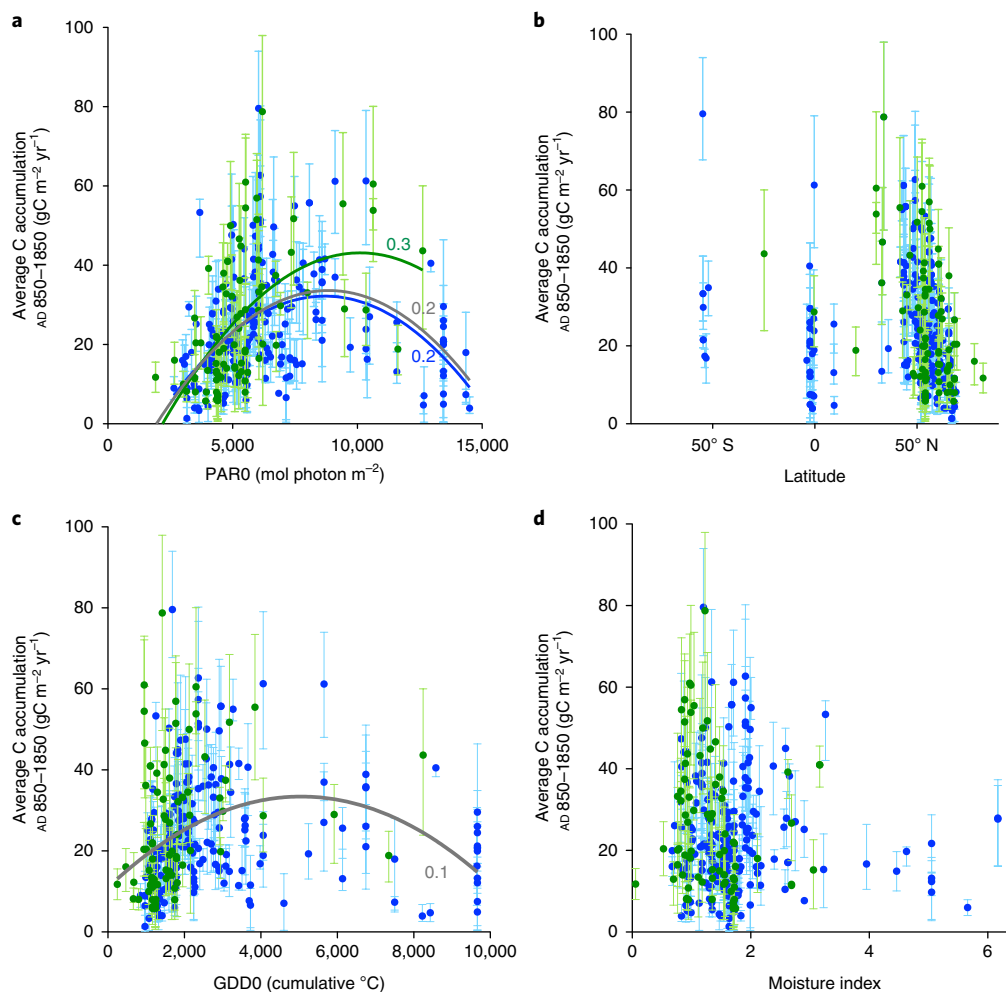 a
100
80
60
40
20
0
Average C accumulation
AD 850–1850 (gC m⁻² yr⁻¹)
0.3
0.2
0.2
0
5,000
10,000
15,000
PAR0 (mol photon m⁻²)
b
100
80
60
40
20
0
Average C accumulation
AD 850–1850 (gC m⁻² yr⁻¹)
50° S
0
50° N
Latitude
c
100
80
60
40
20
0
Average C accumulation
AD 850–1850 (gC m⁻² yr⁻¹)
0.1
0
2,000
4,000
6,000
8,000
10,000
GDD0 (cumulative °C)
d
100
80
60
40
20
0
Average C accumulation
AD 850–1850 (gC m⁻² yr⁻¹)
0
2
4
6
Moisture index